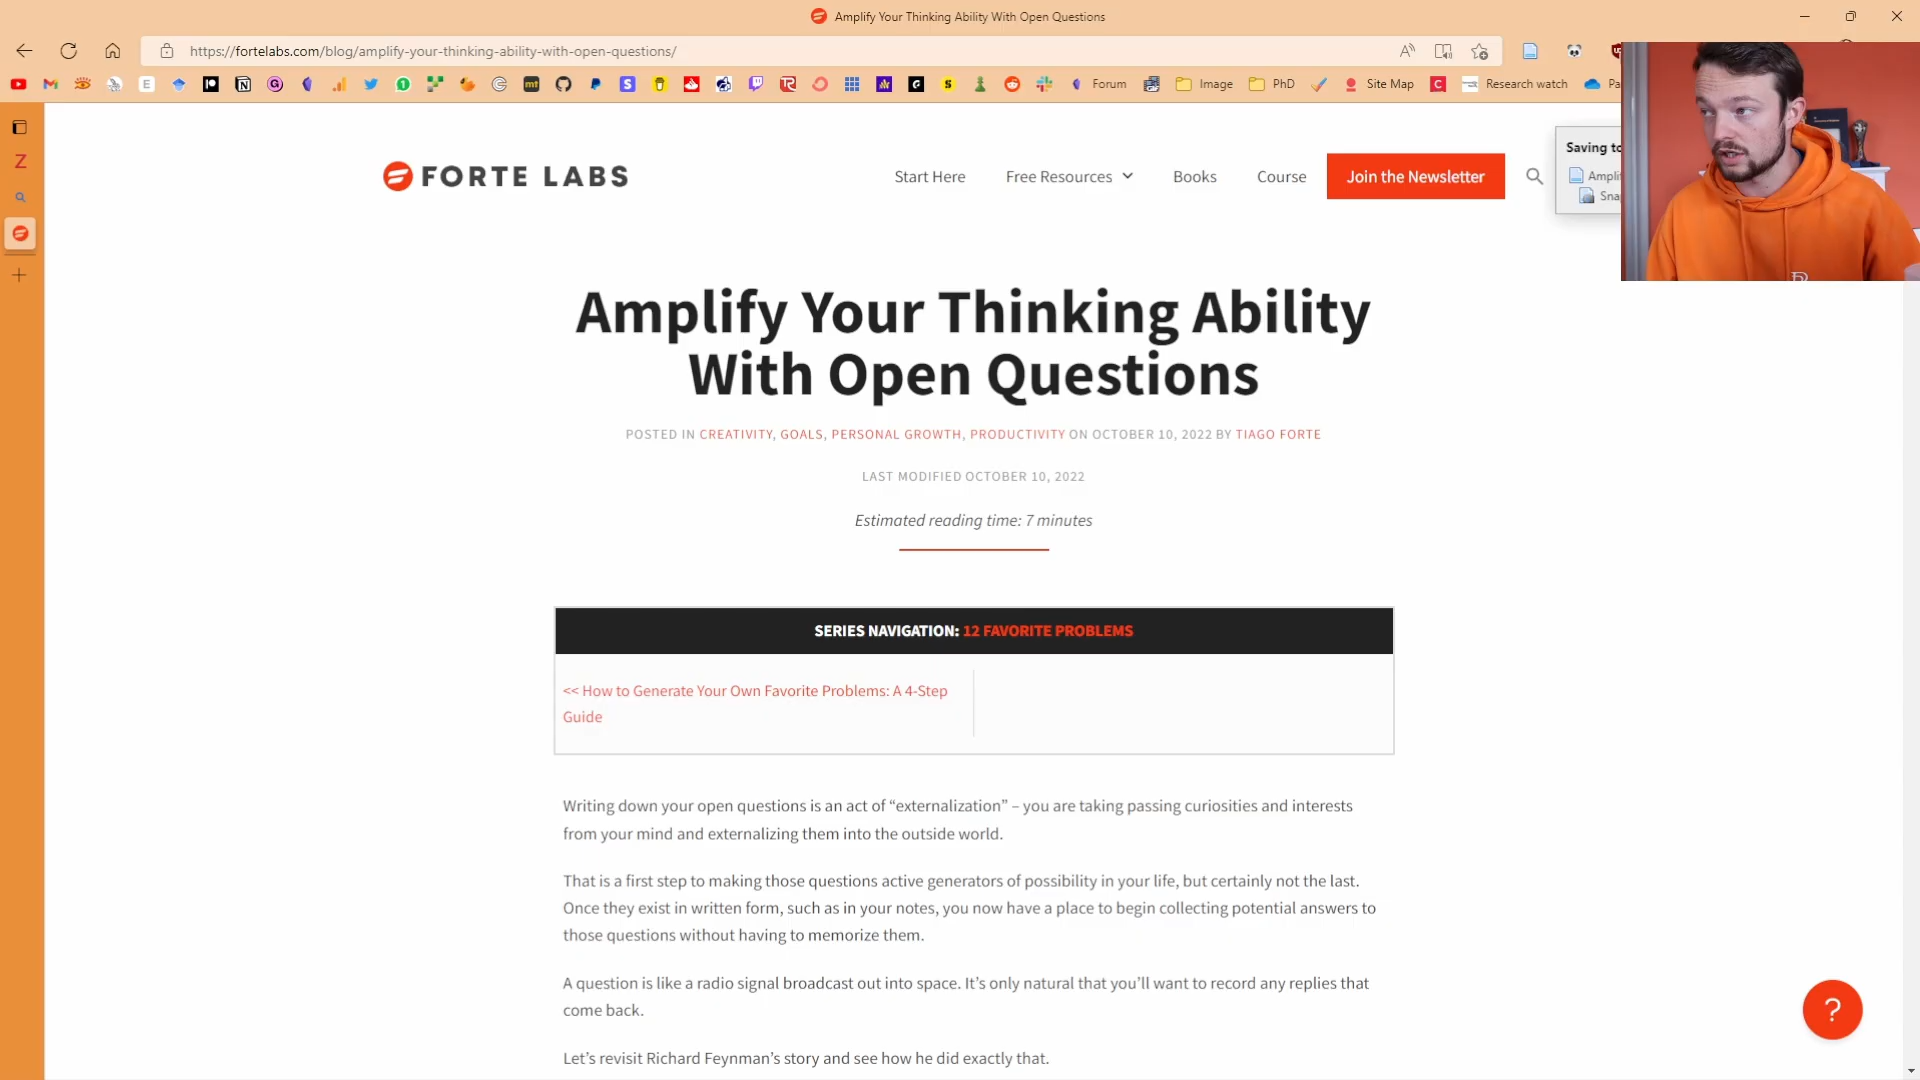 Amplify Your Thinking Ability With Open Questions
https://fortelabs.com/blog/amplify-your-thinking-ability-with-open-questions/
Forum
Image
PhD
Site Map
Research watch
FORTE LABS
Start Here
Free Resources
Books
Course
Join the Newsletter
Saving to
Amplify Your Thinking Ability
With Open Questions
POSTED IN CREATIVITY, GOALS, PERSONAL GROWTH, PRODUCTIVITY ON OCTOBER 10, 2022 BY TIAGO FORTE
LAST MODIFIED OCTOBER 10, 2022
Estimated reading time: 7 minutes
SERIES NAVIGATION: 12 FAVORITE PROBLEMS
<< How to Generate Your Own Favorite Problems: A 4-Step
Guide
Writing down your open questions is an act of “externalization” – you are taking passing curiosities and interests
from your mind and externalizing them into the outside world.
That is a first step to making those questions active generators of possibility in your life, but certainly not the last.
Once they exist in written form, such as in your notes, you now have a place to begin collecting potential answers to
those questions without having to memorize them.
A question is like a radio signal broadcast out into space. It’s only natural that you’ll want to record any replies that
come back.
Let’s revisit Richard Feynman’s story and see how he did exactly that.
?